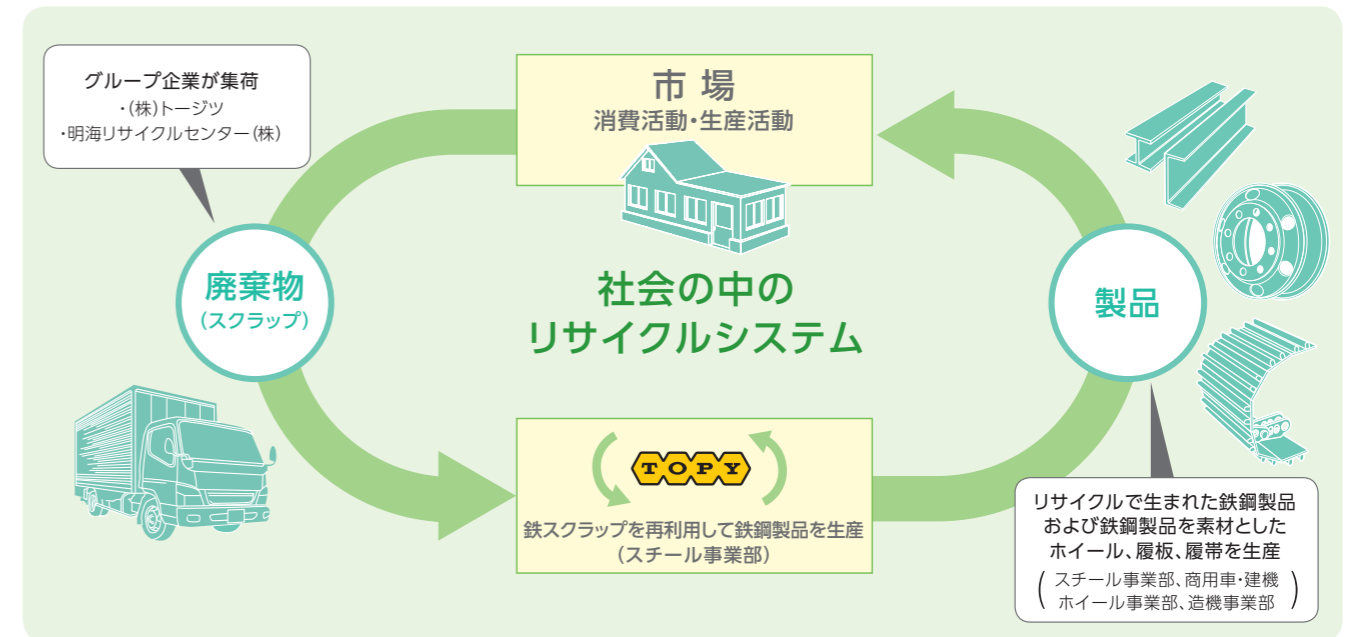 グループ企業が集荷
・(株)トージツ
・明海リサイクルセンター(株)
市 場
消費活動・生産活動
廃棄物
(スクラップ)
社会の中の
リサイクルシステム
製品
TOPY
鉄スクラップを再利用して鉄鋼製品を生産
(スチール事業部)
リサイクルで生まれた鉄鋼製品
および鉄鋼製品を素材とした
ホイール、履板、履帯を生産
(スチール事業部、商用車・建機
ホイール事業部、造機事業部)